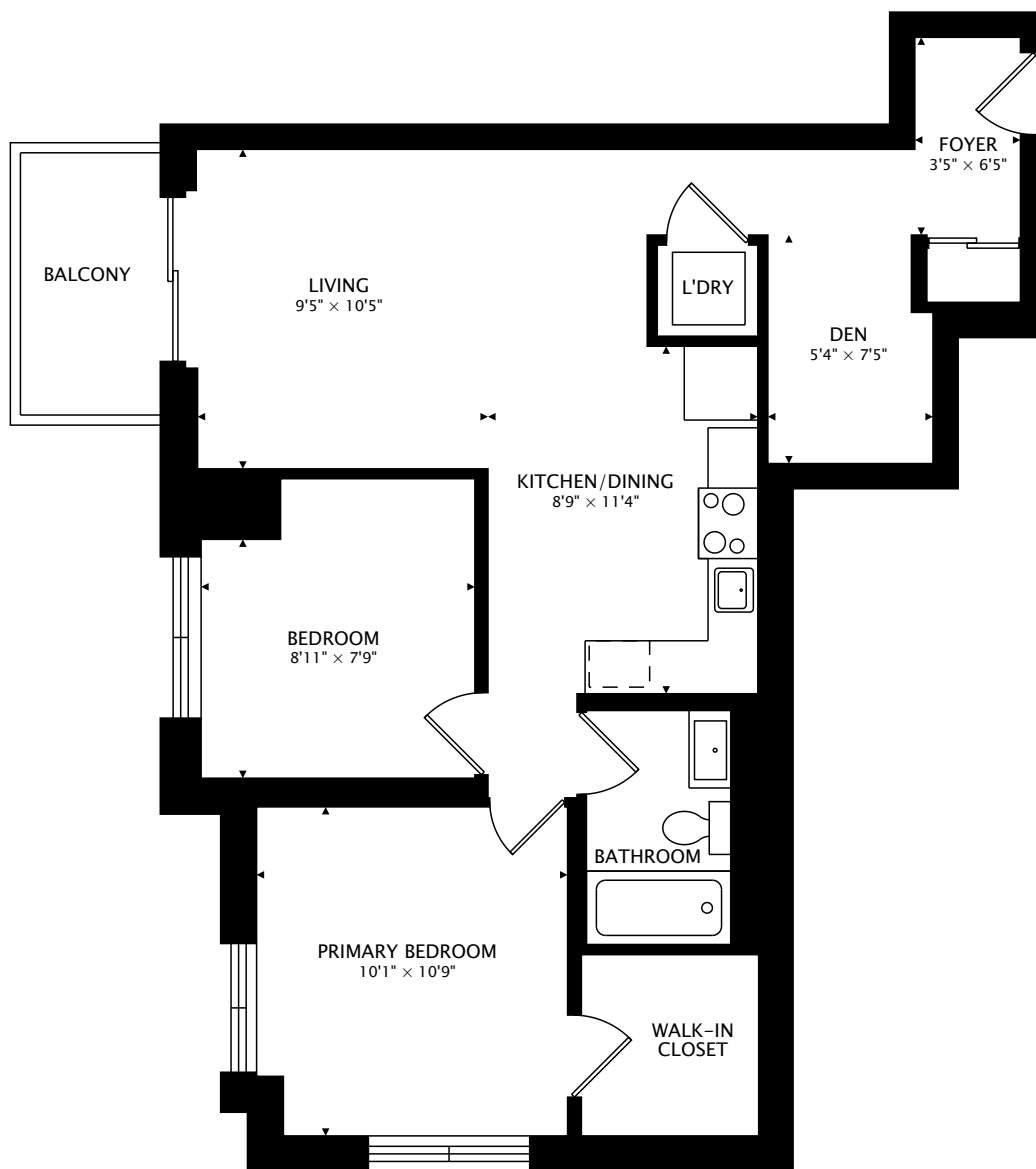 FOYER
3'5" × 6'5"
BALCONY
LIVING
9'5" × 10'5"
L'DRY
DEN
5'4" × 7'5"
KITCHEN/DINING
8'9" × 11'4"
BEDROOM
8'11" × 7'9"
BATHROOM
PRIMARY BEDROOM
10'1" × 10'9"
WALK-IN
CLOSET